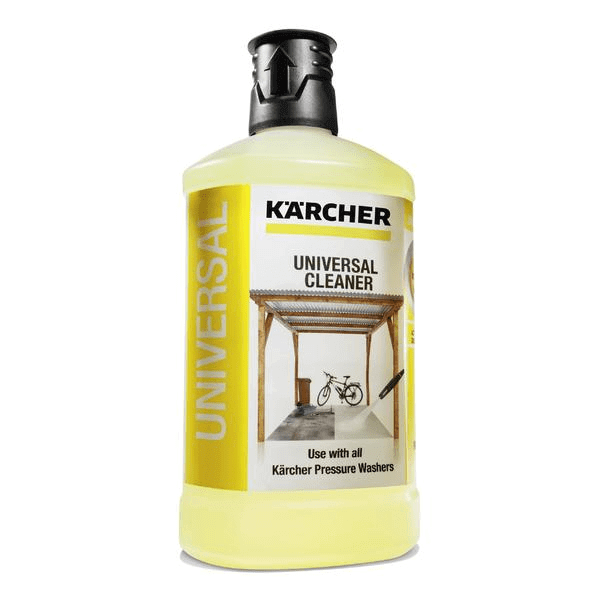 UNIVERSAL
KÄRCHER
UNIVERSAL
CLEANER
Use with all
Kärcher Pressure Washers